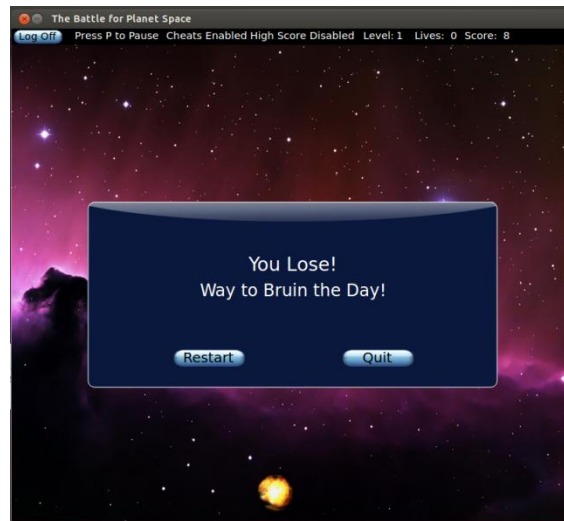 The Battle for Planet Space
Log Off Press P to Pause Cheats Enabled High Score Disabled Level: 1 Lives: 0 Score: 8
You Lose!
Way to Bruin the Day!
Restart Quit